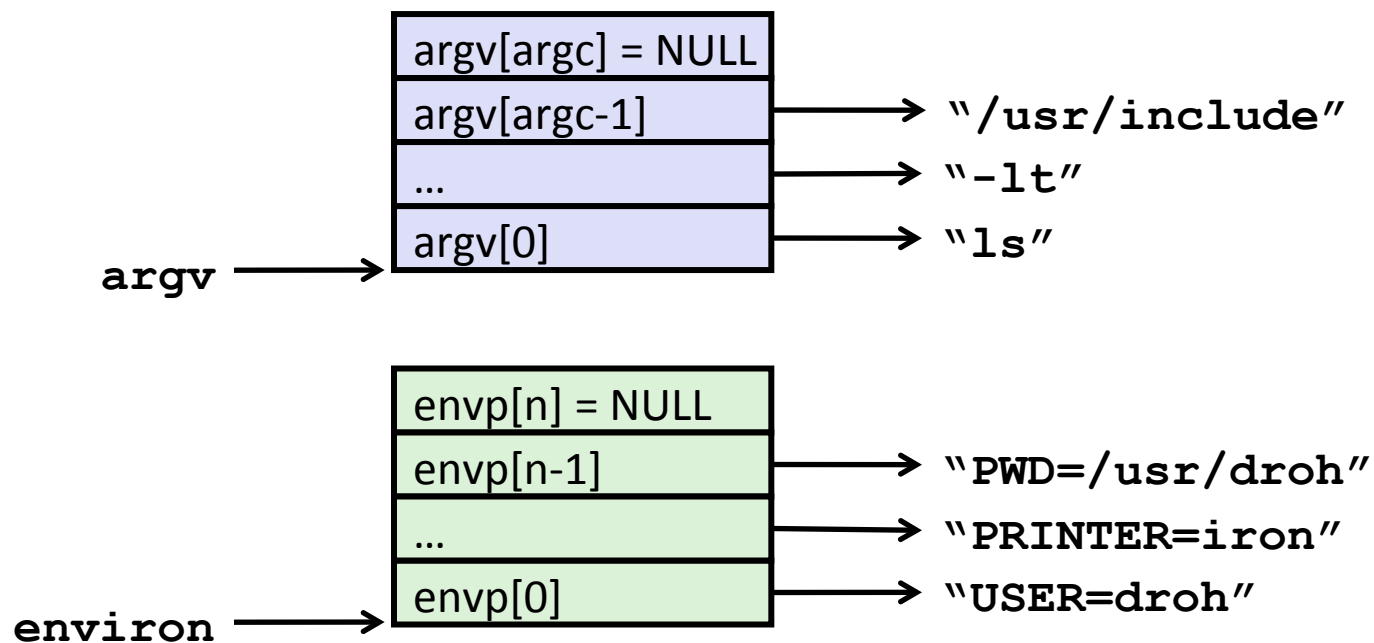 argv[argc] = NULL
argv[argc-1] “/usr/include”
… “-lt”
argv[0] “ls”
argv
envp[n] = NULL
envp[n-1] “PWD=/usr/droh”
… “PRINTER=iron”
envp[0] “USER=droh”
environ